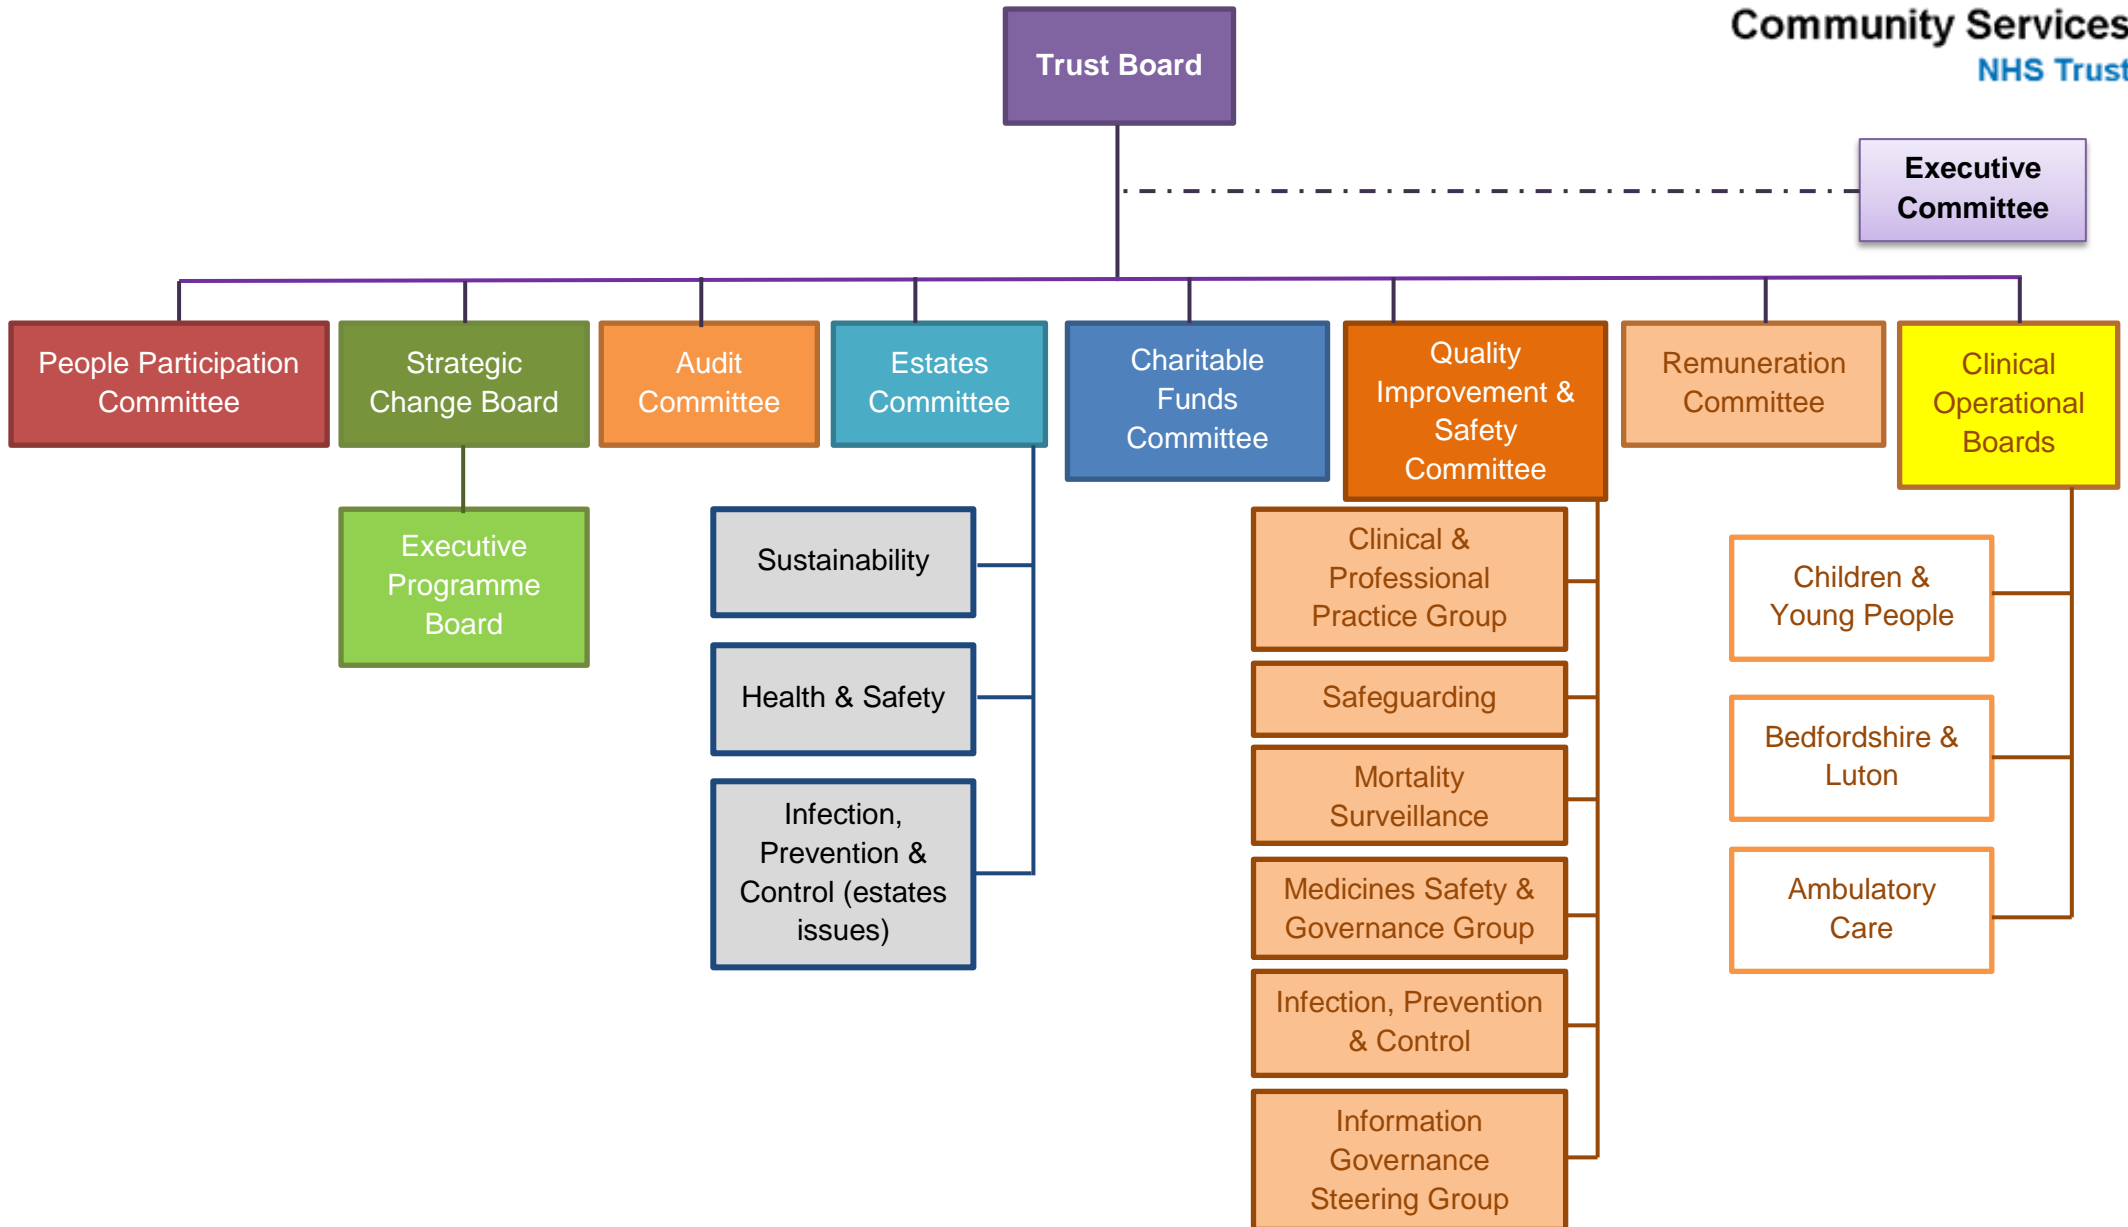 Community Services
NHS Trust
Trust Board
Executive
Committee
People Participation
Committee
Strategic
Change Board
Audit
Committee
Estates
Committee
Charitable
Funds
Committee
Quality
Improvement &
Safety
Committee
Remuneration
Committee
Clinical
Operational
Boards
Executive
Programme
Board
Sustainability
Health & Safety
Infection,
Prevention &
Control (estates
issues)
Clinical &
Professional
Practice Group
Safeguarding
Mortality
Surveillance
Medicines Safety &
Governance Group
Infection, Prevention
& Control
Information
Governance
Steering Group
Children &
Young People
Bedfordshire &
Luton
Ambulatory
Care